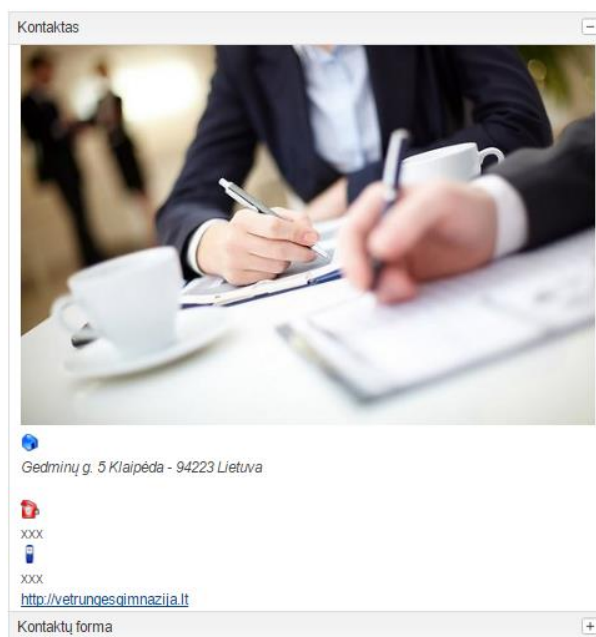 Kontaktas
Gedminų g. 5 Klaipėda - 94223 Lietuva
xxx
xxx
http://vetrungesgimnazija.lt
Kontaktų forma